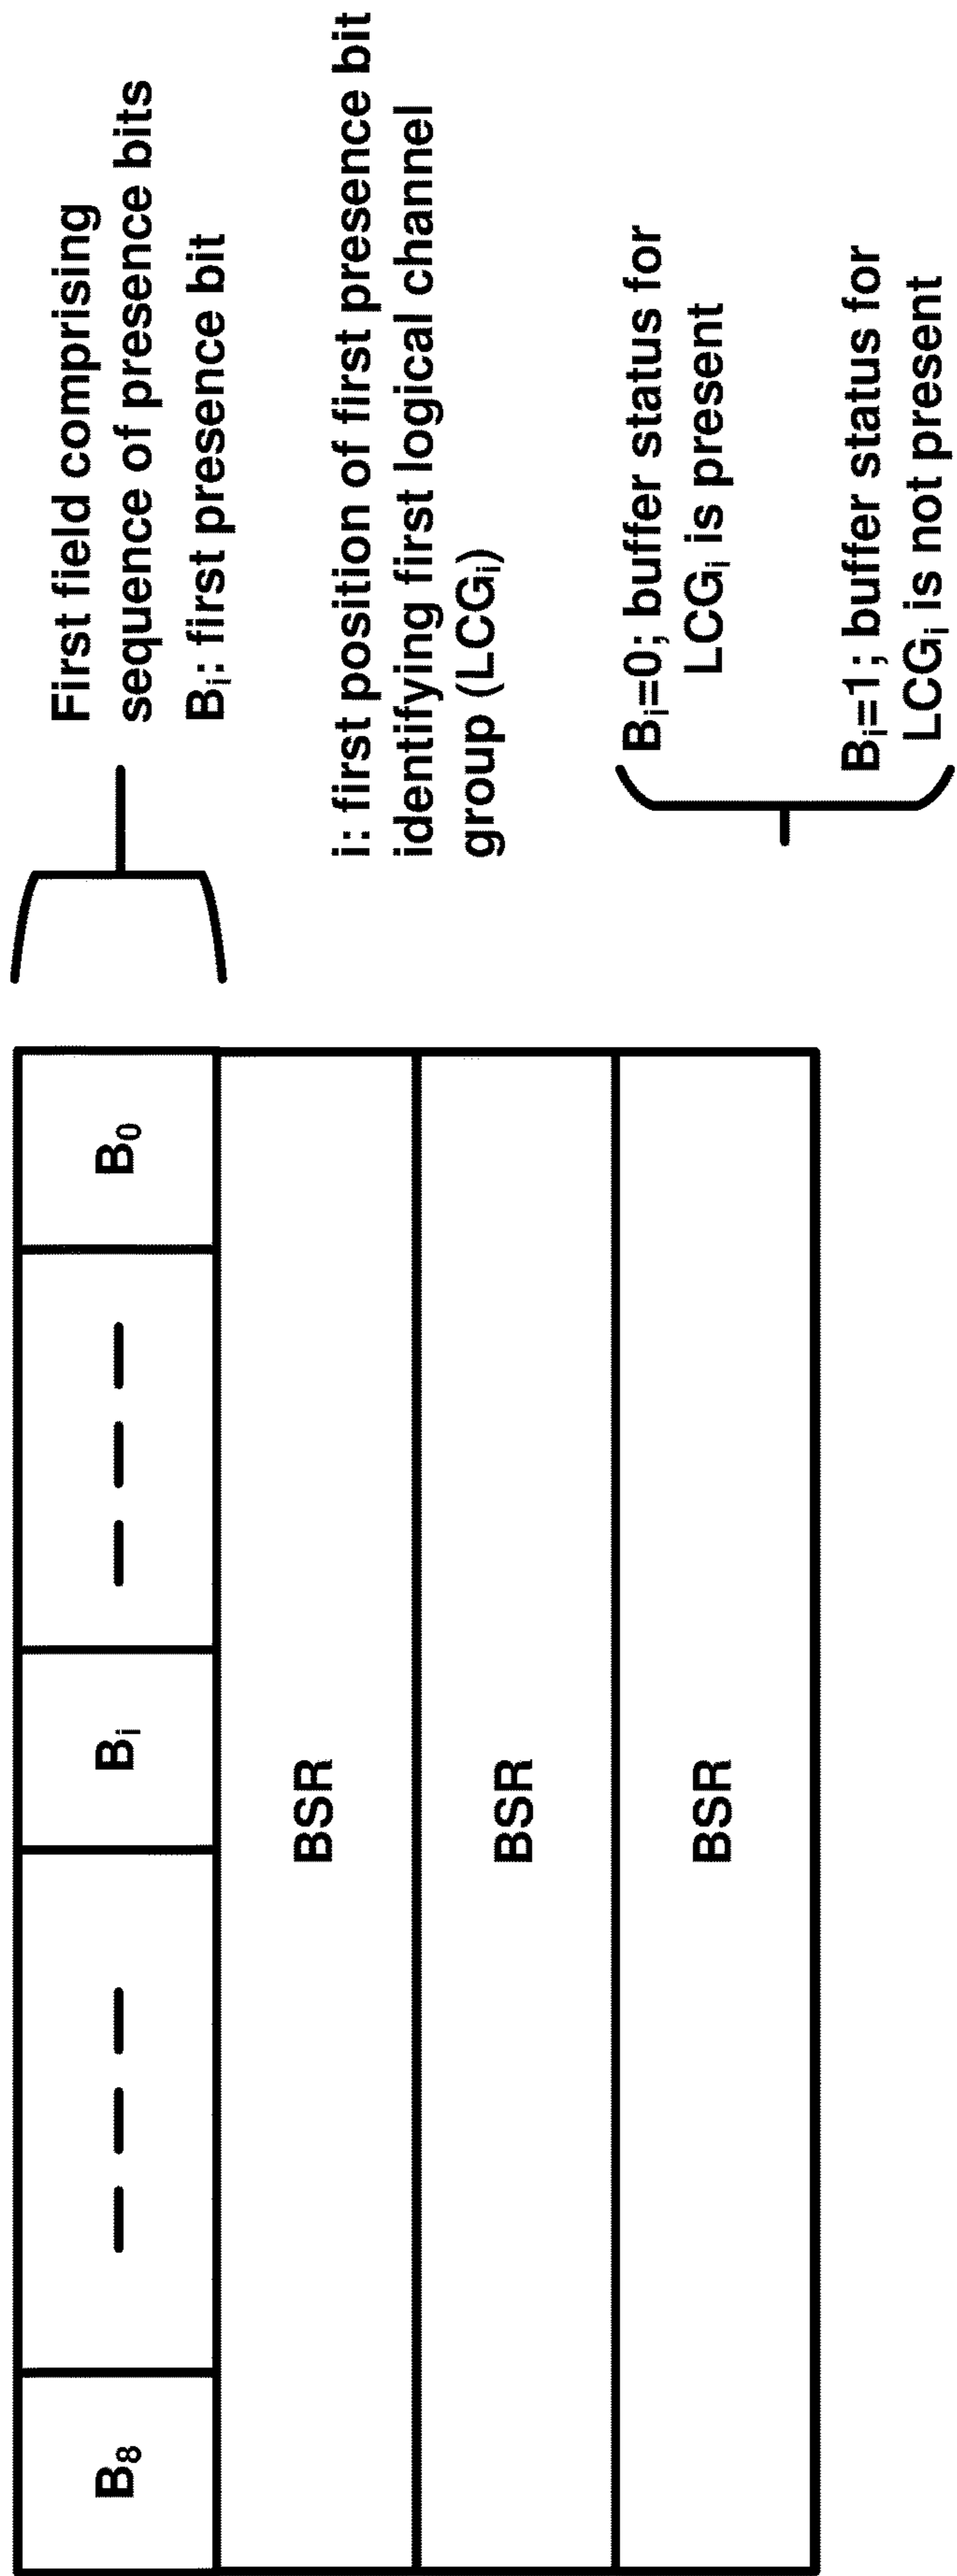 B₈
Bᵢ
B₀
BSR
BSR
BSR
First field comprising
sequence of presence bits
Bᵢ: first presence bit
i: first position of first presence bit
identifying first logical channel
group (LCGᵢ)
Bᵢ=0; buffer status for
LCGᵢ is present
Bᵢ=1; buffer status for
LCGᵢ is not present